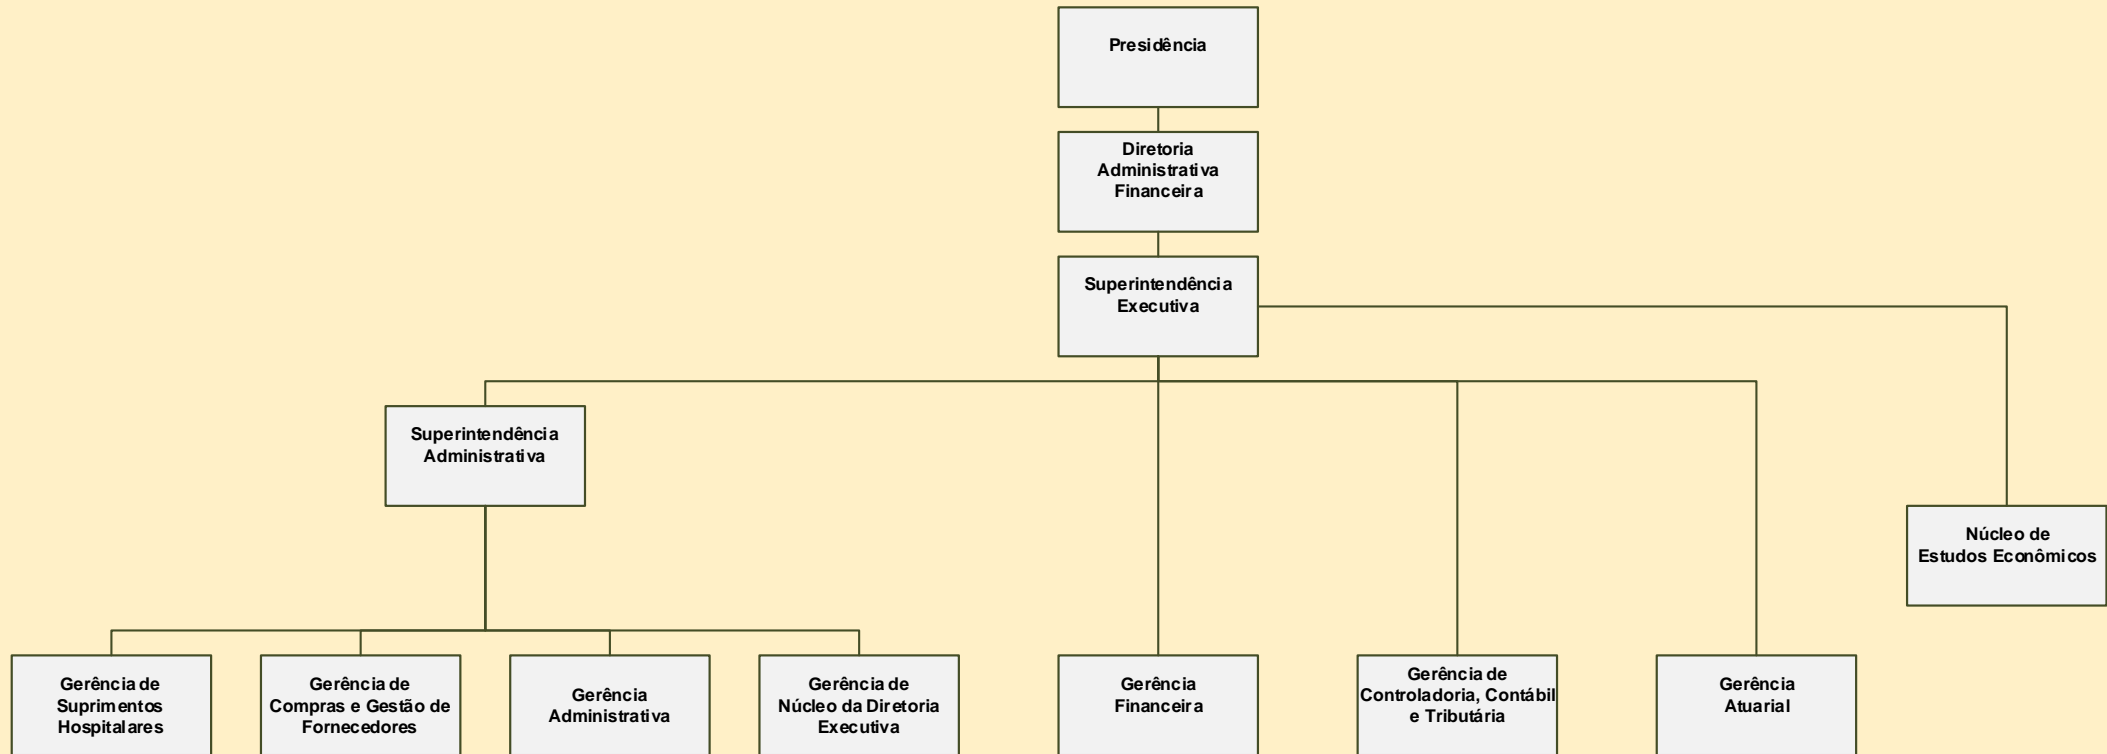 Presidência
Diretoria
Administrativa
Financeira
Superintendência
Executiva
Superintendência
Administrativa
Núcleo de
Estudos Econômicos
Gerência de
Suprimentos
Hospitalares
Gerência de
Compras e Gestão de
Fornecedores
Gerência
Administrativa
Gerência de
Núcleo da Diretoria
Executiva
Gerência
Financeira
Gerência de
Controladoria, Contábil
e Tributária
Gerência
Atuarial